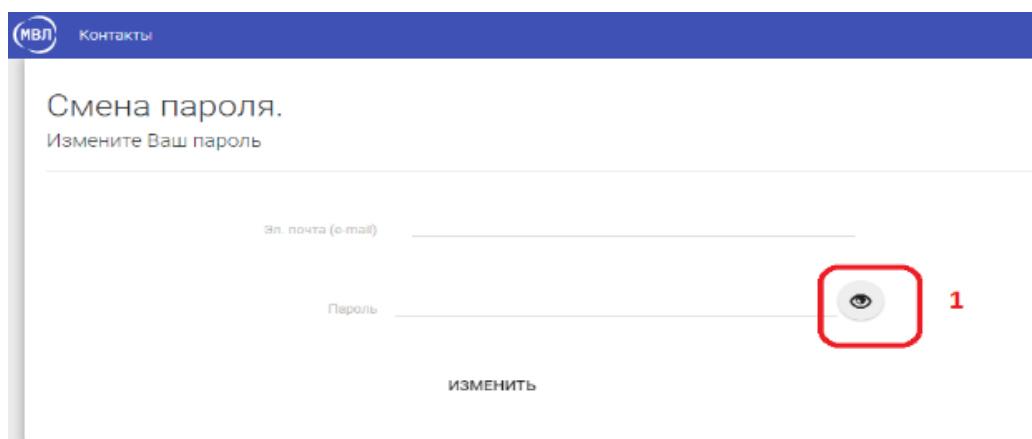 МВЛ Контакты
Смена пароля.
Измените Ваш пароль
Эл. почта (e-mail)
Пароль 1
ИЗМЕНИТЬ